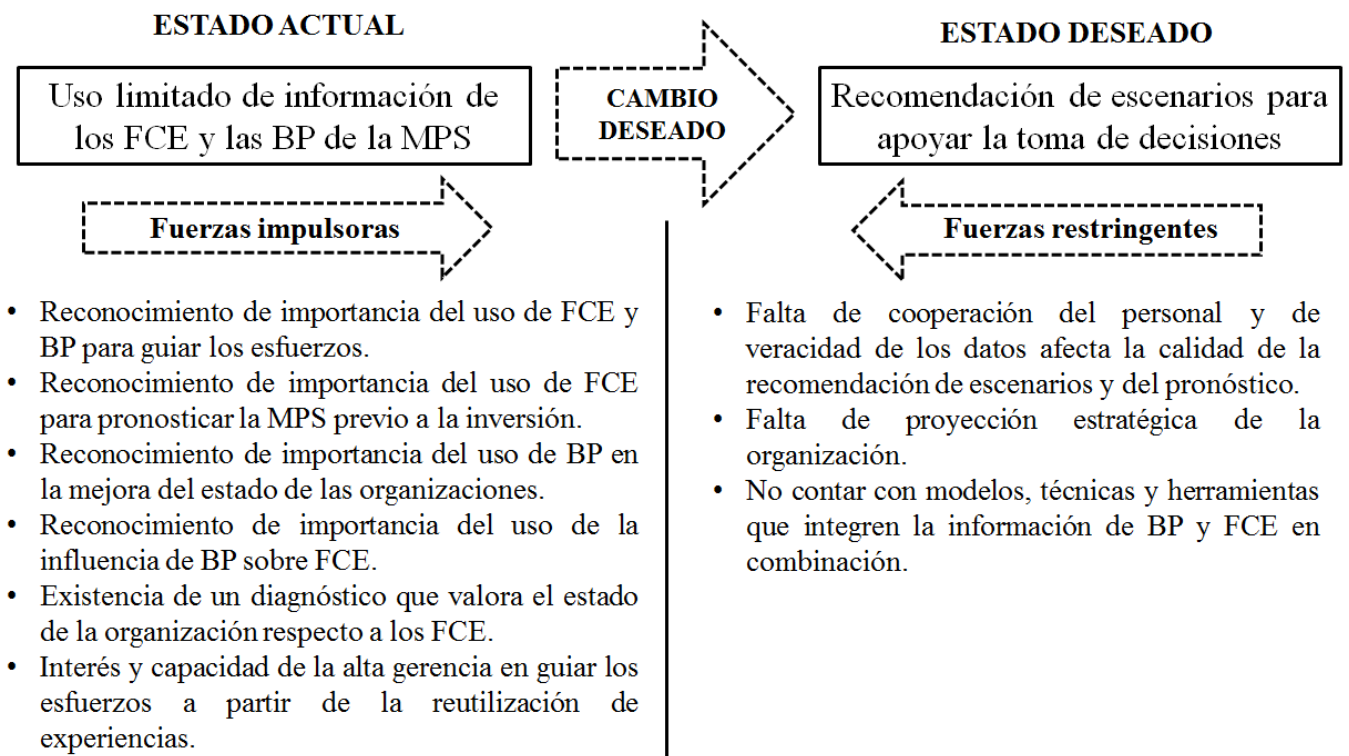 ESTADO ACTUAL
Uso limitado de información de
los FCE y las BP de la MPS
CAMBIO
DESEADO
ESTADO DESEADO
Recomendación de escenarios para
apoyar la toma de decisiones
Fuerzas impulsoras
• Reconocimiento de importancia del uso de FCE y
BP para guiar los esfuerzos.
• Reconocimiento de importancia del uso de FCE
para pronosticar la MPS previo a la inversión.
• Reconocimiento de importancia del uso de BP en
la mejora del estado de las organizaciones.
• Reconocimiento de importancia del uso de la
influencia de BP sobre FCE.
• Existencia de un diagnóstico que valora el estado
de la organización respecto a los FCE.
• Interés y capacidad de la alta gerencia en guiar los
esfuerzos a partir de la reutilización de
experiencias.
Fuerzas restringentes
• Falta de cooperación del personal y de
veracidad de los datos afecta la calidad de la
recomendación de escenarios y del pronóstico.
• Falta de proyección estratégica de la
organización.
• No contar con modelos, técnicas y herramientas
que integren la información de BP y FCE en
combinación.